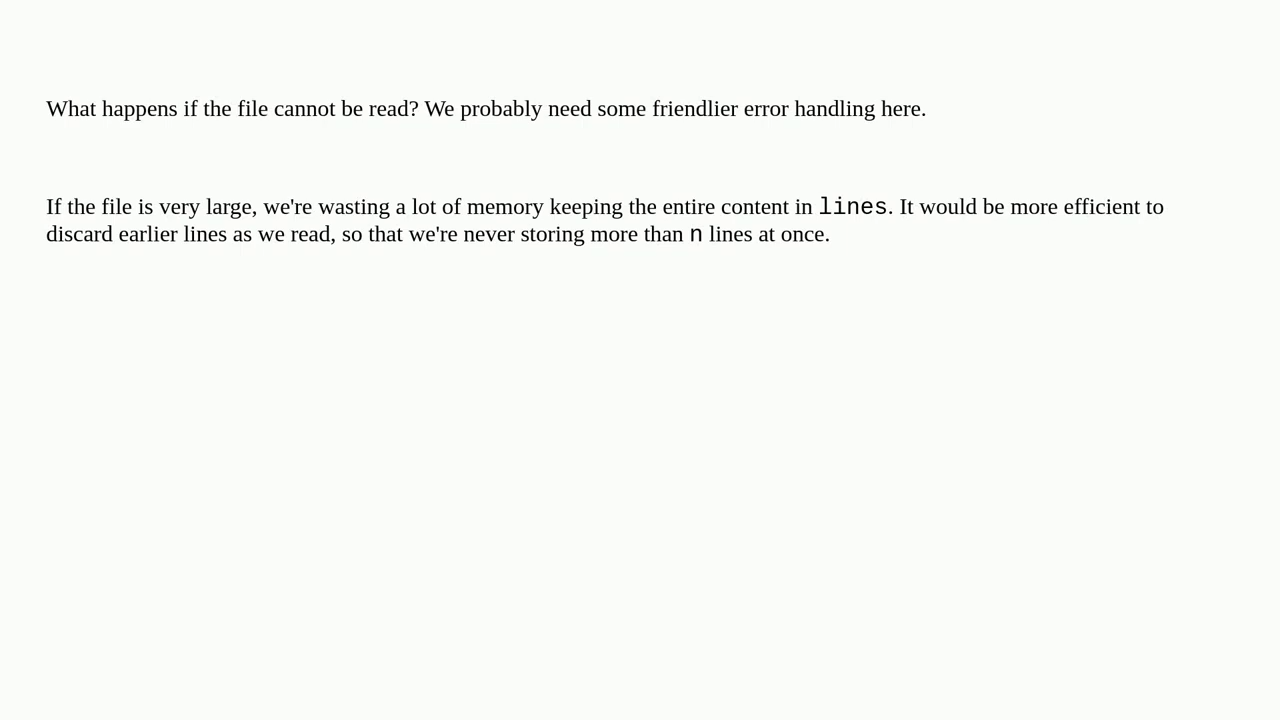 What happens if the file cannot be read? We probably need some friendlier error handling here.
If the file is very large, we're wasting a lot of memory keeping the entire content in lines. It would be more efficient to
discard earlier lines as we read, so that we're never storing more than n lines at once.